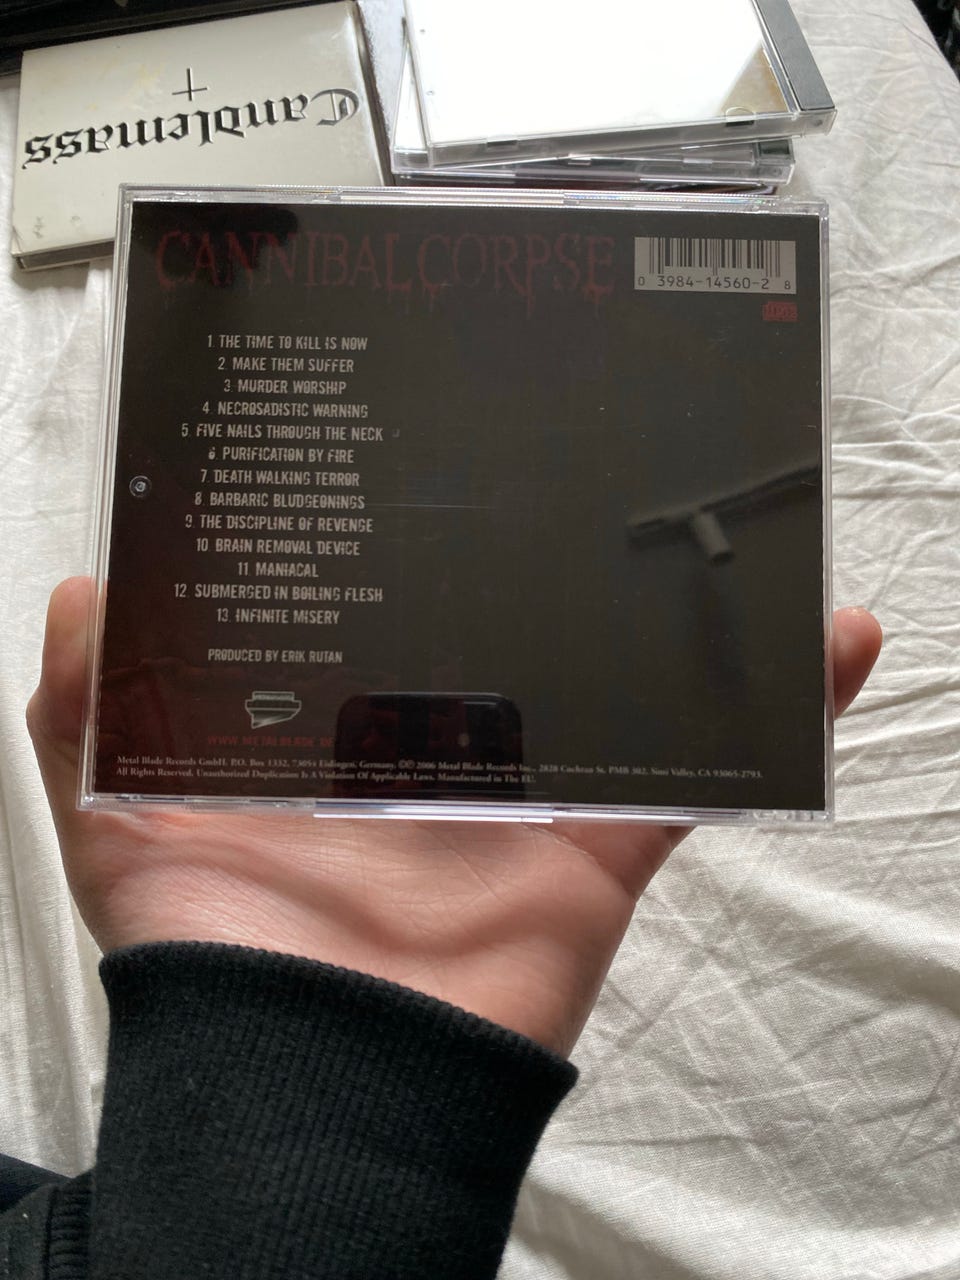 Candlemass
CANNIBAL CORPSE
0 3984-14560-2 8
1. THE TIME TO KILL IS NOW
2. MAKE THEM SUFFER
3. MURDER WORSHIP
4. NECROSADISTIC WARNING
5. FIVE NAILS THROUGH THE NECK
6. PURIFICATION BY FIRE
7. DEATH WALKING TERROR
8. BARBARIC BLUDGEONINGS
9. THE DISCIPLINE OF REVENGE
10. BRAIN REMOVAL DEVICE
11. MANIACAL
12. SUBMERGED IN BOILING FLESH
13. INFINITE MISERY
PRODUCED BY ERIK RUTAN
WWW.METALBLADE.DE
Metal Blade Records GmbH, P.O. Box 1332, 73054 Eislingen, Germany. ©℗ 2006 Metal Blade Records Inc., 2828 Cochran St. PMB 302, Simi Valley, CA 93065-2793.
All Rights Reserved. Unauthorized Duplication Is A Violation Of Applicable Laws. Manufactured in The EU.